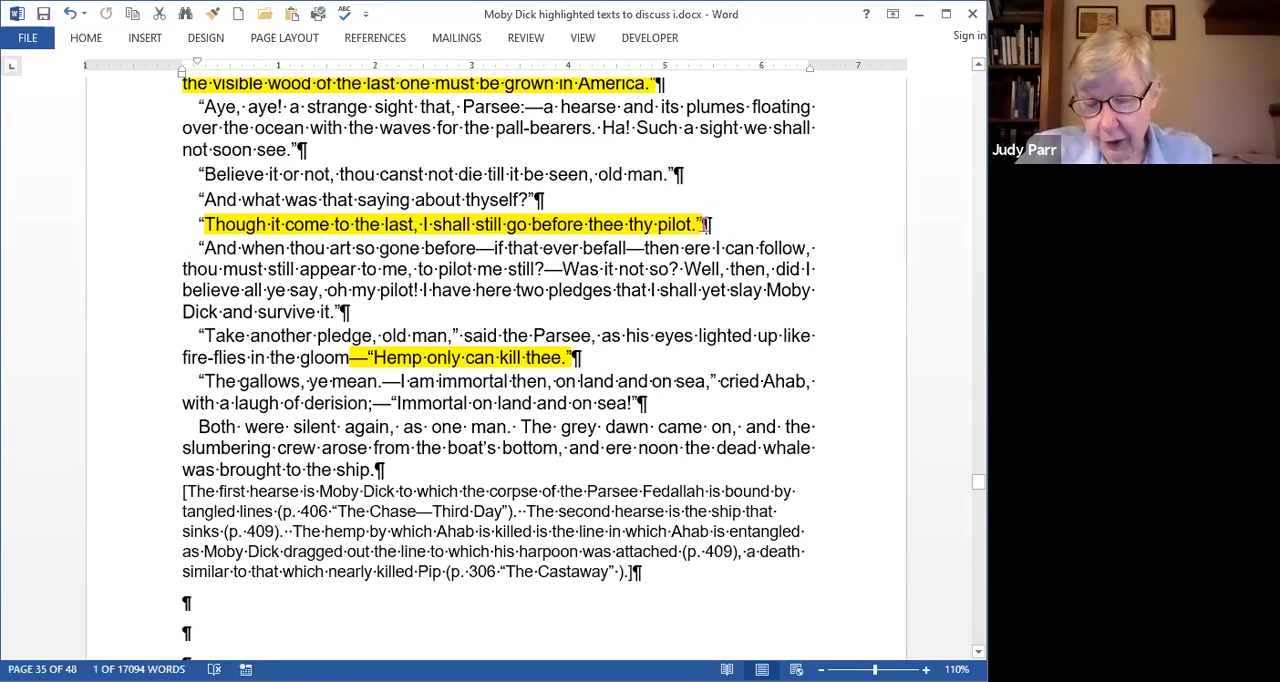 Moby Dick highlighted texts to discuss i.docx - Word
FILE HOME INSERT DESIGN PAGE LAYOUT REFERENCES MAILINGS REVIEW VIEW DEVELOPER Sign in
1 1 2 3 4 5 6 7
the visible wood of the last one must be grown in America.”¶
“Aye, aye! a strange sight that, Parsee:—a hearse and its plumes floating
over the ocean with the waves for the pall-bearers. Ha! Such a sight we shall
not soon see.”¶
“Believe it or not, thou canst not die till it be seen, old man.”¶
“And what was that saying about thyself?”¶
“Though it come to the last, I shall still go before thee thy pilot.”¶
“And when thou art so gone before—if that ever befall—then ere I can follow,
thou must still appear to me, to pilot me still?—Was it not so? Well, then, did I
believe all ye say, oh my pilot! I have here two pledges that I shall yet slay Moby
Dick and survive it.”¶
“Take another pledge, old man,” said the Parsee, as his eyes lighted up like
fire-flies in the gloom—“Hemp only can kill thee.”¶
“The gallows, ye mean.—I am immortal then, on land and on sea,” cried Ahab,
with a laugh of derision;—“Immortal on land and on sea!”¶
Both were silent again, as one man. The grey dawn came on, and the
slumbering crew arose from the boat’s bottom, and ere noon the dead whale
was brought to the ship.¶
[The first hearse is Moby Dick to which the corpse of the Parsee Fedallah is bound by
tangled lines (p. 406 “The Chase—Third Day”). The second hearse is the ship that
sinks (p. 409). The hemp by which Ahab is killed is the line in which Ahab is entangled
as Moby Dick dragged out the line to which his harpoon was attached (p. 409), a death
similar to that which nearly killed Pip (p. 306 “The Castaway” ).]¶
¶
¶
PAGE 35 OF 48 1 OF 17094 WORDS 110%
Judy Parr